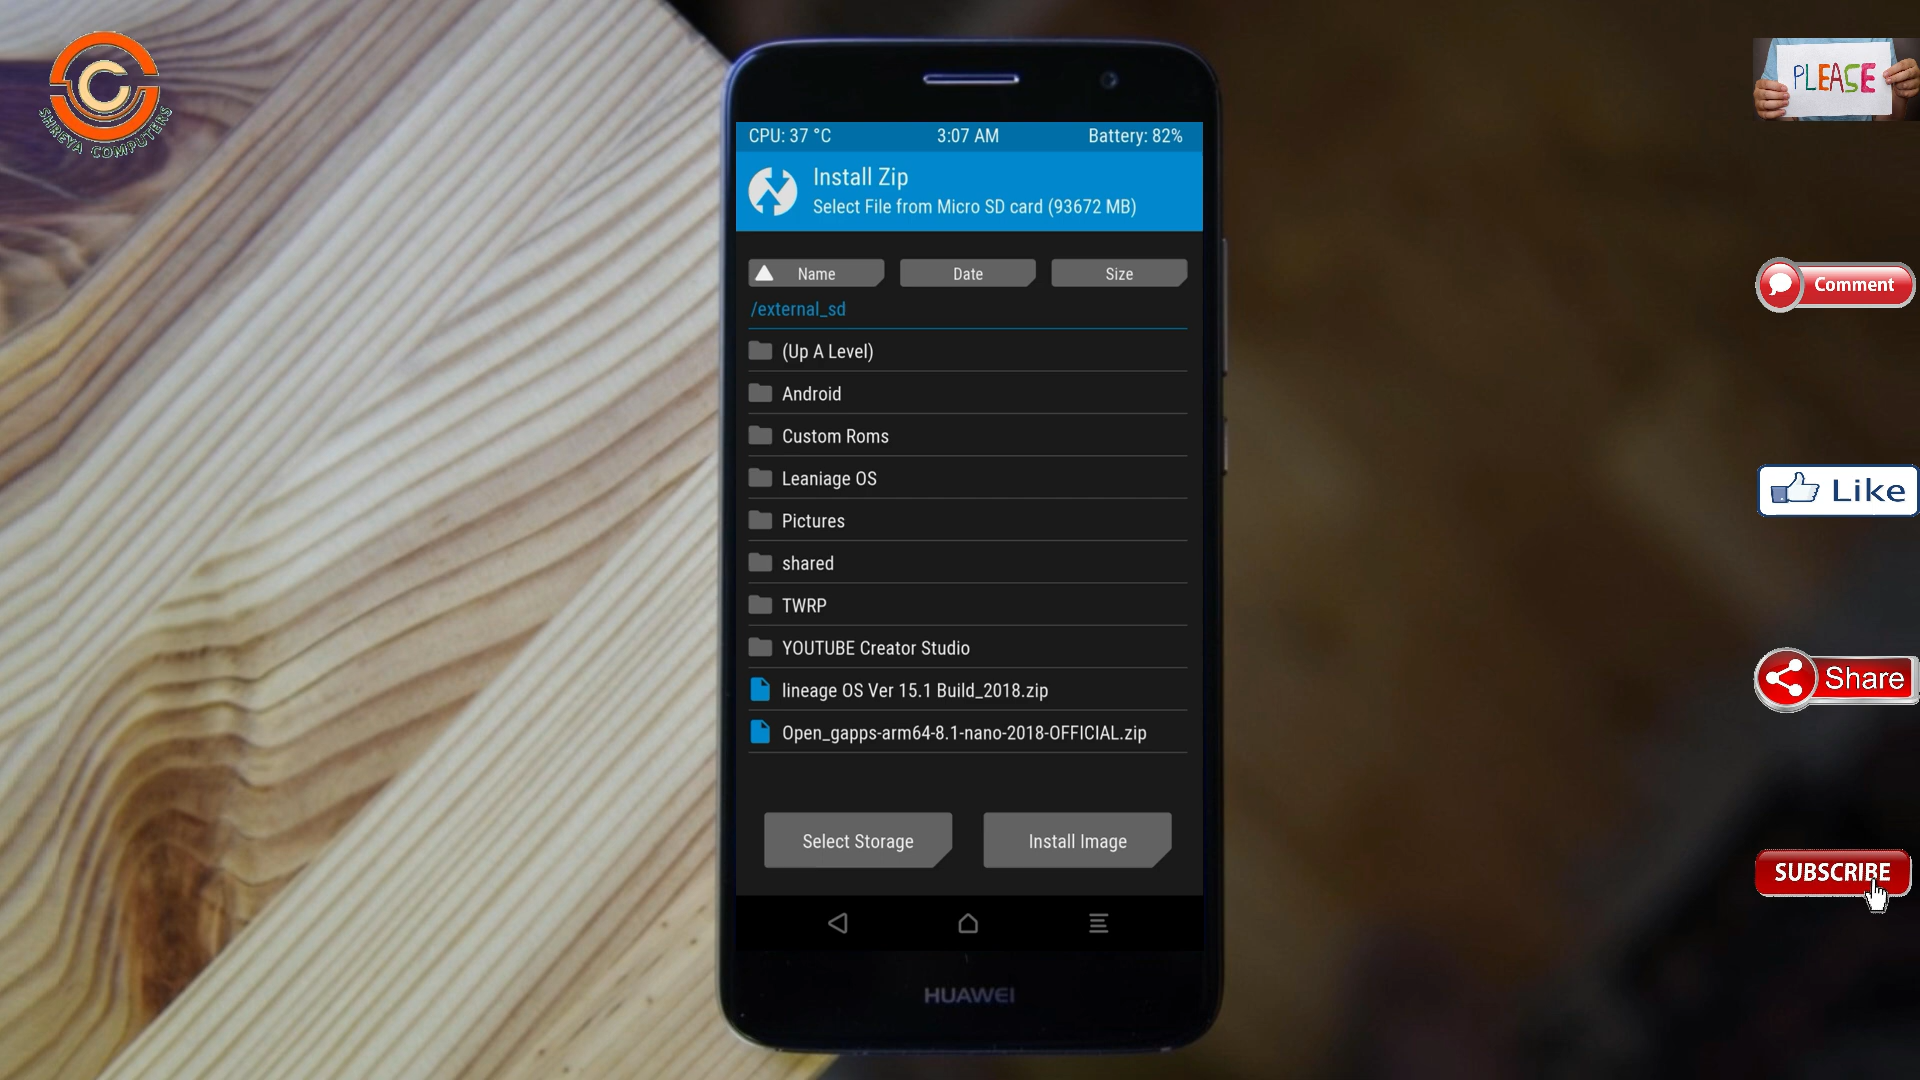 SHREYA COMPUTERS
CPU: 37 °C 3:07 AM Battery: 82%
Install Zip
Select File from Micro SD card (93672 MB)
Name Date Size
/external_sd
(Up A Level)
Android
Custom Roms
Leaniage OS
Pictures
shared
TWRP
YOUTUBE Creator Studio
lineage OS Ver 15.1 Build_2018.zip
Open_gapps-arm64-8.1-nano-2018-OFFICIAL.zip
Select Storage Install Image
HUAWEI
PLEASE
Comment
Like
Share
SUBSCRIBE